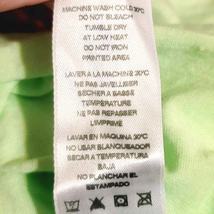 MACHINE WASH COLD 30°C
DO NOT BLEACH
TUMBLE DRY
AT LOW HEAT
DO NOT IRON
PRINTED AREA
LAVER A LA MACHINE 30°C
NE PAS JAVELLISER
SECHER A BASSE
TEMPÉRATURE
NE PAS REPASSER
L'IMPRIMÉ
LAVAR EN MAQUINA 30°C
NO USAR BLANQUEADOR
SECAR A TEMPERATURA
BAJA
NO PLANCHAR EL
ESTAMPADO